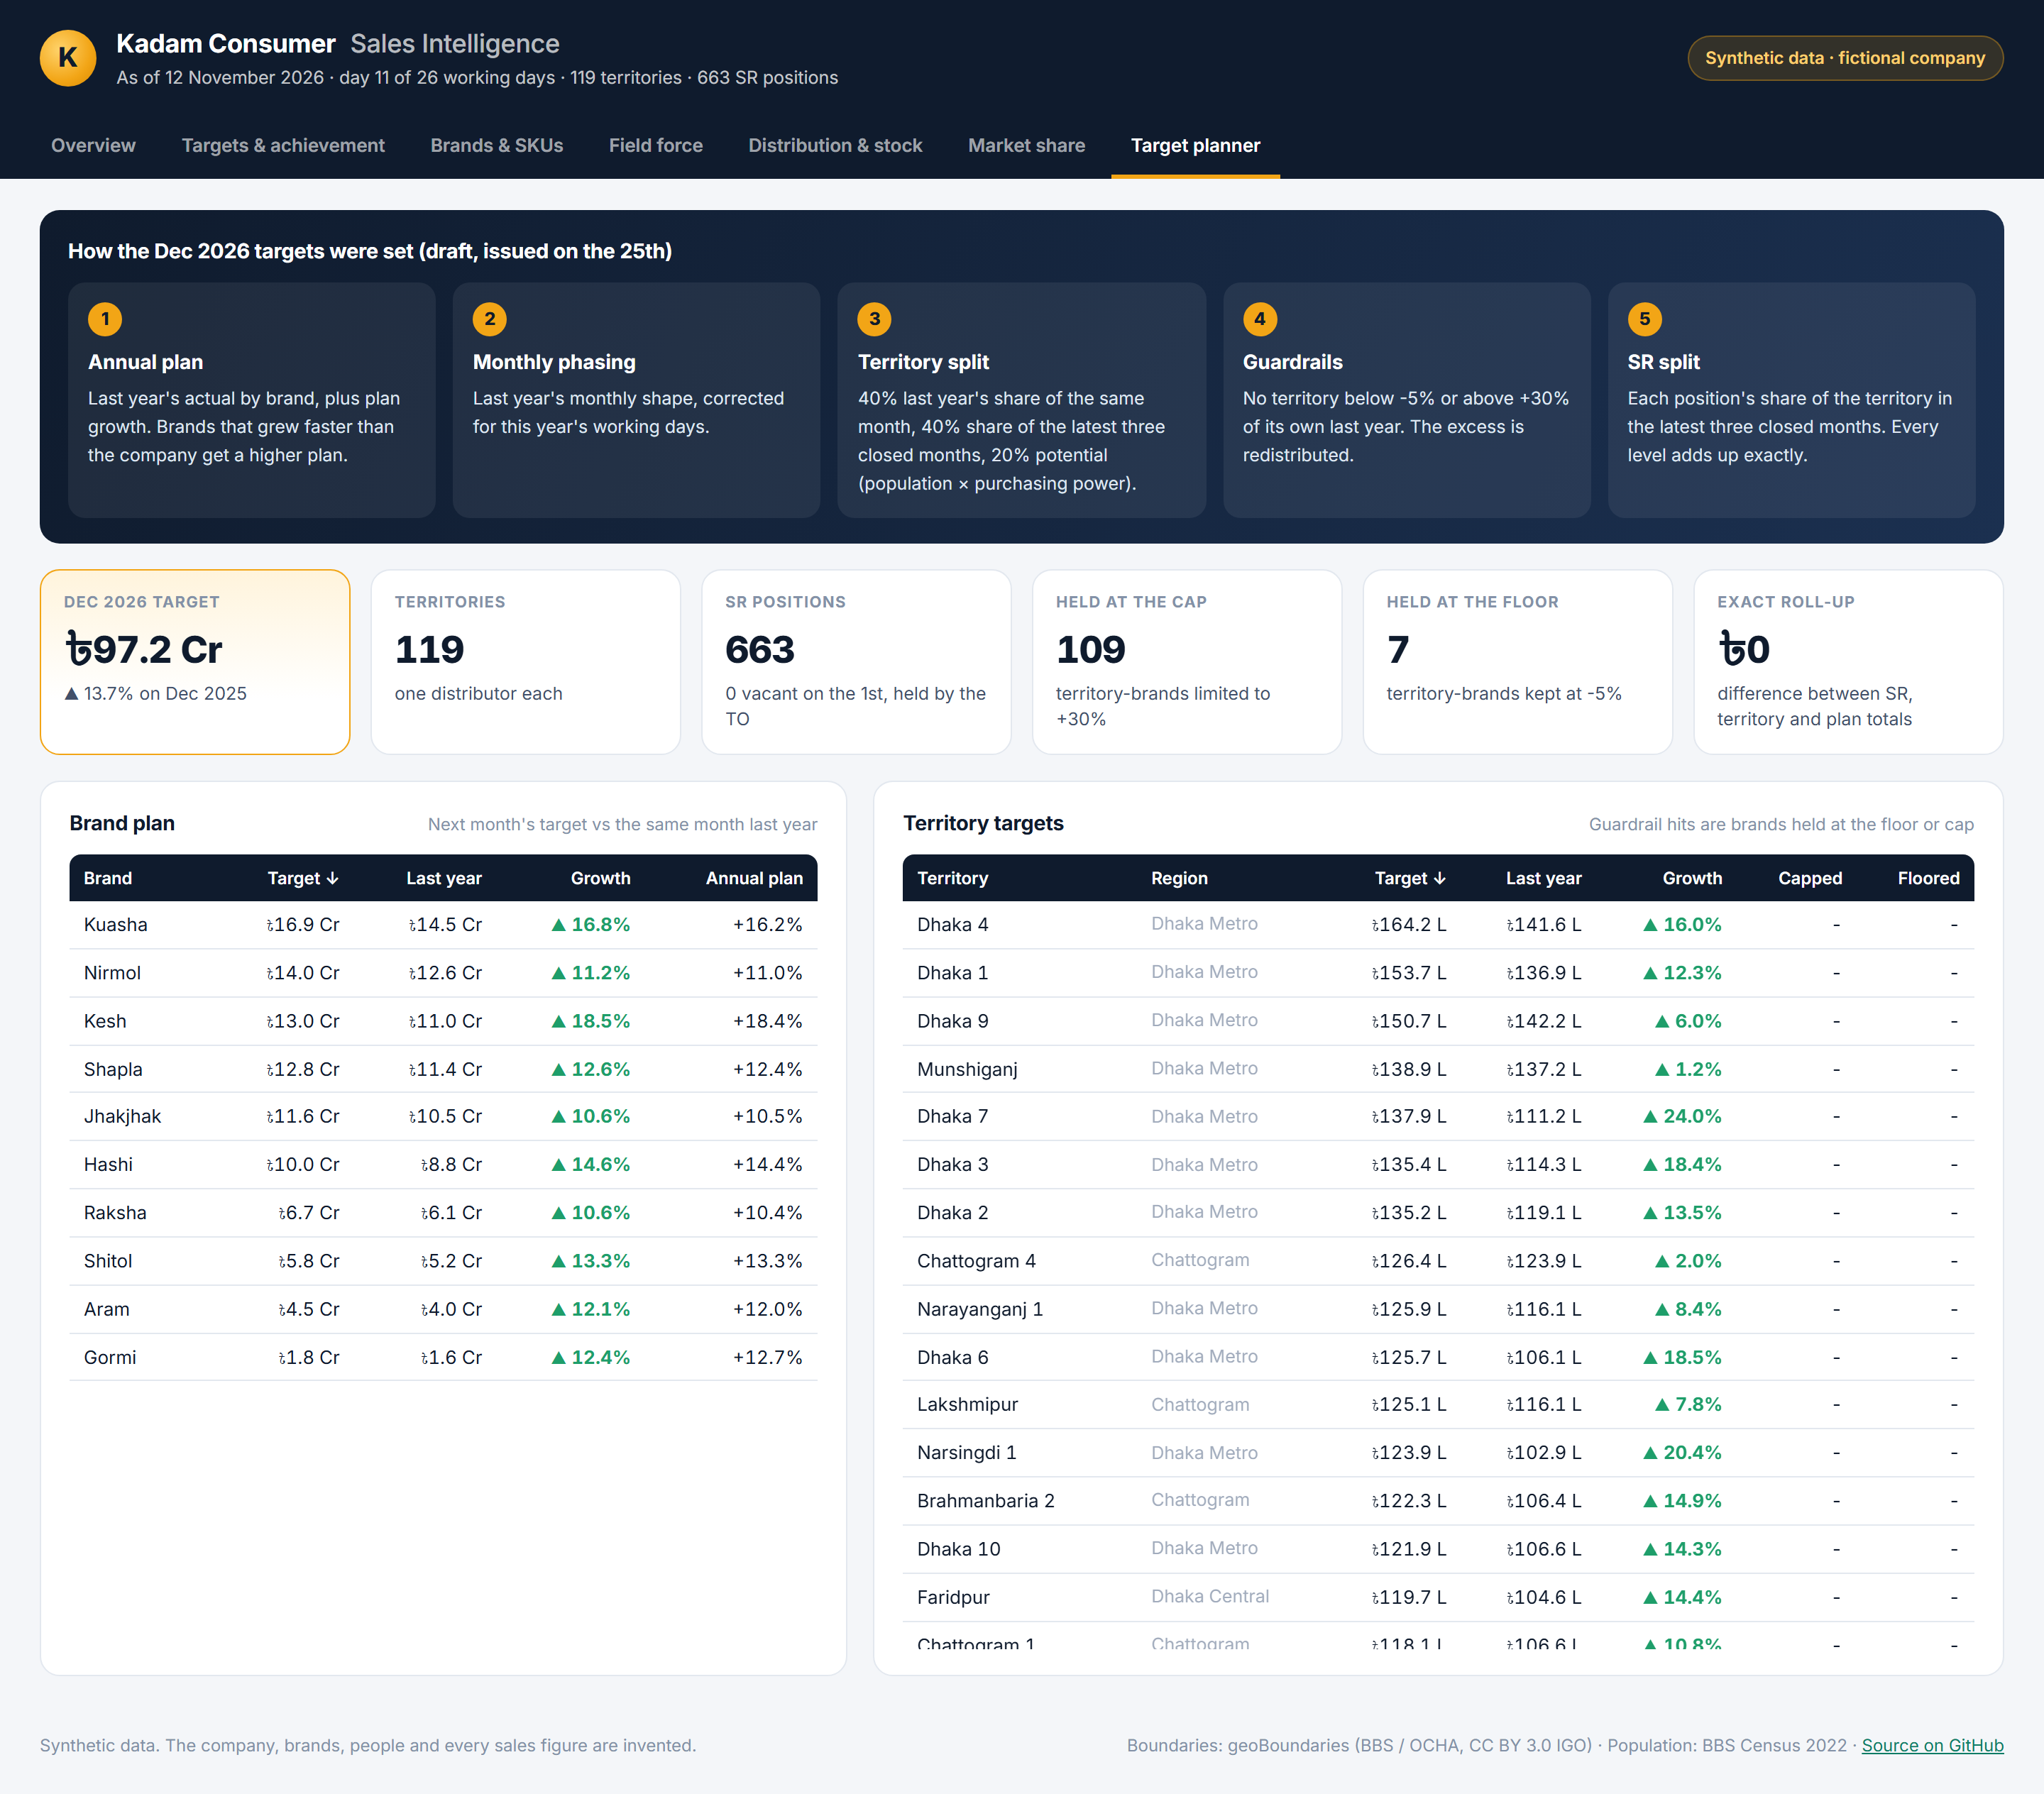 K
Kadam Consumer Sales Intelligence
As of 12 November 2026 · day 11 of 26 working days · 119 territories · 663 SR positions
Synthetic data · fictional company
Overview Targets & achievement Brands & SKUs Field force Distribution & stock Market share Target planner
How the Dec 2026 targets were set (draft, issued on the 25th)
1
Annual plan
Last year's actual by brand, plus plan
growth. Brands that grew faster than
the company get a higher plan.
2
Monthly phasing
Last year's monthly shape, corrected
for this year's working days.
3
Territory split
40% last year's share of the same
month, 40% share of the latest three
closed months, 20% potential
(population × purchasing power).
4
Guardrails
No territory below -5% or above +30%
of its own last year. The excess is
redistributed.
5
SR split
Each position's share of the territory in
the latest three closed months. Every
level adds up exactly.
DEC 2026 TARGET
৳97.2 Cr
▲ 13.7% on Dec 2025
TERRITORIES
119
one distributor each
SR POSITIONS
663
0 vacant on the 1st, held by the
TO
HELD AT THE CAP
109
territory-brands limited to
+30%
HELD AT THE FLOOR
7
territory-brands kept at -5%
EXACT ROLL-UP
৳0
difference between SR,
territory and plan totals
Brand plan
Next month's target vs the same month last year
Brand Target ↓ Last year Growth Annual plan
Kuasha ৳16.9 Cr ৳14.5 Cr ▲ 16.8% +16.2%
Nirmol ৳14.0 Cr ৳12.6 Cr ▲ 11.2% +11.0%
Kesh ৳13.0 Cr ৳11.0 Cr ▲ 18.5% +18.4%
Shapla ৳12.8 Cr ৳11.4 Cr ▲ 12.6% +12.4%
Jhakjhak ৳11.6 Cr ৳10.5 Cr ▲ 10.6% +10.5%
Hashi ৳10.0 Cr ৳8.8 Cr ▲ 14.6% +14.4%
Raksha ৳6.7 Cr ৳6.1 Cr ▲ 10.6% +10.4%
Shitol ৳5.8 Cr ৳5.2 Cr ▲ 13.3% +13.3%
Aram ৳4.5 Cr ৳4.0 Cr ▲ 12.1% +12.0%
Gormi ৳1.8 Cr ৳1.6 Cr ▲ 12.4% +12.7%
Territory targets
Guardrail hits are brands held at the floor or cap
Territory Region Target ↓ Last year Growth Capped Floored
Dhaka 4 Dhaka Metro ৳164.2 L ৳141.6 L ▲ 16.0% - -
Dhaka 1 Dhaka Metro ৳153.7 L ৳136.9 L ▲ 12.3% - -
Dhaka 9 Dhaka Metro ৳150.7 L ৳142.2 L ▲ 6.0% - -
Munshiganj Dhaka Metro ৳138.9 L ৳137.2 L ▲ 1.2% - -
Dhaka 7 Dhaka Metro ৳137.9 L ৳111.2 L ▲ 24.0% - -
Dhaka 3 Dhaka Metro ৳135.4 L ৳114.3 L ▲ 18.4% - -
Dhaka 2 Dhaka Metro ৳135.2 L ৳119.1 L ▲ 13.5% - -
Chattogram 4 Chattogram ৳126.4 L ৳123.9 L ▲ 2.0% - -
Narayanganj 1 Dhaka Metro ৳125.9 L ৳116.1 L ▲ 8.4% - -
Dhaka 6 Dhaka Metro ৳125.7 L ৳106.1 L ▲ 18.5% - -
Lakshmipur Chattogram ৳125.1 L ৳116.1 L ▲ 7.8% - -
Narsingdi 1 Dhaka Metro ৳123.9 L ৳102.9 L ▲ 20.4% - -
Brahmanbaria 2 Chattogram ৳122.3 L ৳106.4 L ▲ 14.9% - -
Dhaka 10 Dhaka Metro ৳121.9 L ৳106.6 L ▲ 14.3% - -
Faridpur Dhaka Central ৳119.7 L ৳104.6 L ▲ 14.4% - -
Chattogram 1 Chattogram ৳118.1 L ৳106.6 L ▲ 10.8% - -
Synthetic data. The company, brands, people and every sales figure are invented.
Boundaries: geoBoundaries (BBS / OCHA, CC BY 3.0 IGO) · Population: BBS Census 2022 · Source on GitHub